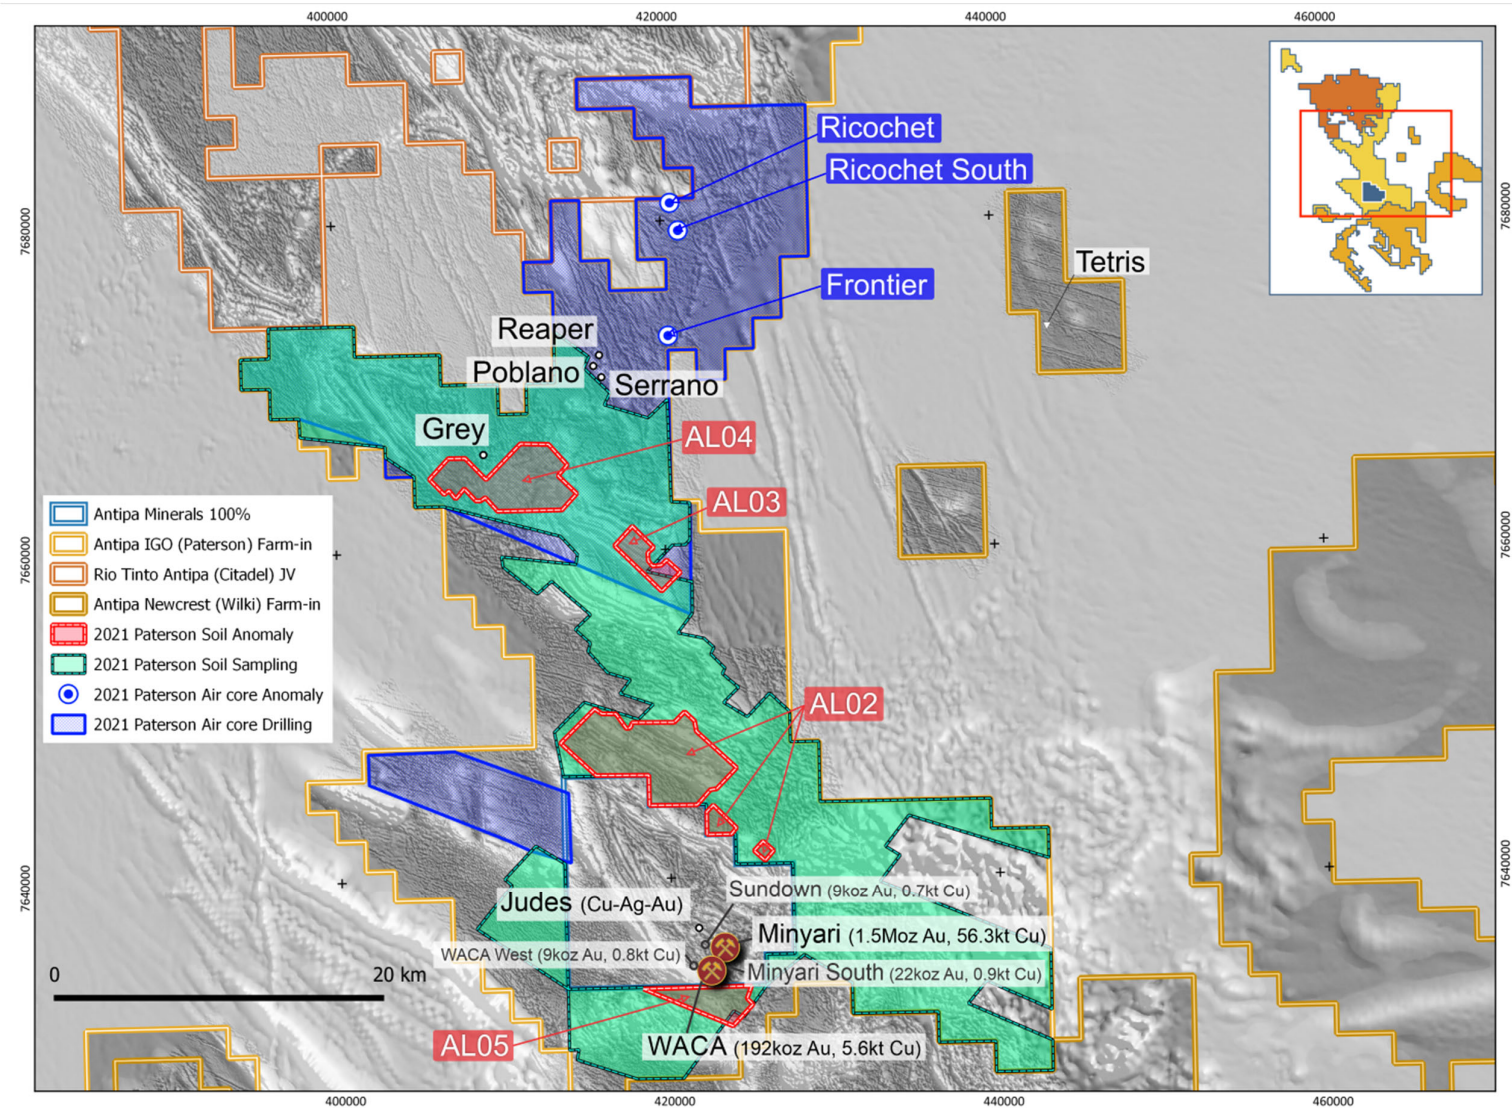 400000
420000
440000
460000
7680000
7680000
7660000
7660000
7640000
7640000
Ricochet
Ricochet South
Tetris
Frontier
Reaper
Poblano
Serrano
Grey
AL04
AL03
Antipa Minerals 100%
Antipa IGO (Paterson) Farm-in
Rio Tinto Antipa (Citadel) JV
Antipa Newcrest (Wilki) Farm-in
2021 Paterson Soil Anomaly
2021 Paterson Soil Sampling
2021 Paterson Air core Anomaly
2021 Paterson Air core Drilling
AL02
Sundown (9koz Au, 0.7kt Cu)
Judes (Cu-Ag-Au)
Minyari (1.5Moz Au, 56.3kt Cu)
WACA West (9koz Au, 0.8kt Cu)
Minyari South (22koz Au, 0.9kt Cu)
0 20 km
AL05
WACA (192koz Au, 5.6kt Cu)
400000
420000
440000
460000